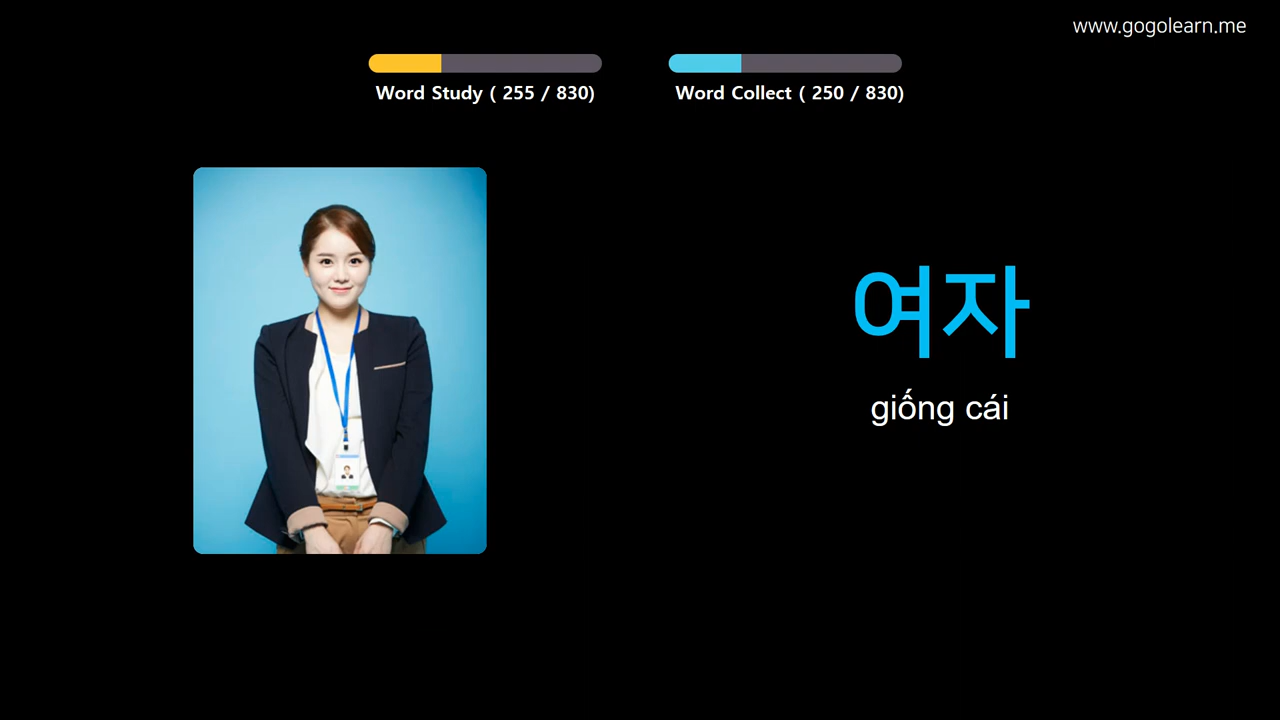 www.gogolearn.me
Word Study ( 255 / 830)
Word Collect ( 250 / 830)
여자
giống cái